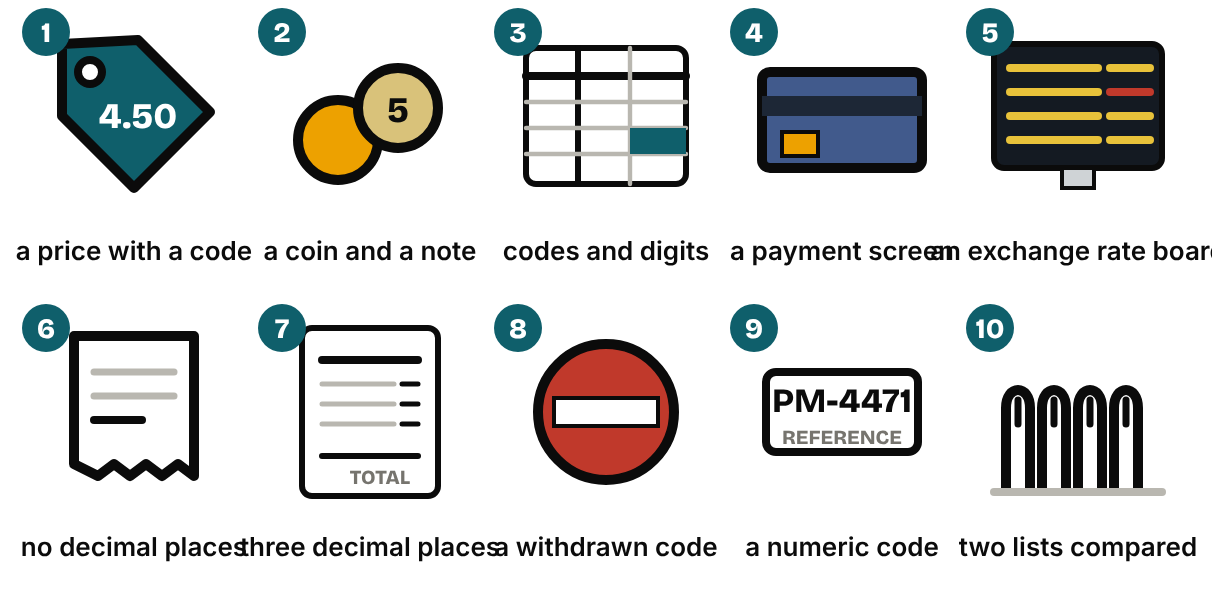 1
4.50
a price with a code
2
5
a coin and a note
3
codes and digits
4
a payment screen
5
an exchange rate boar
6
no decimal places
7
TOTAL
three decimal places
8
a withdrawn code
9
PM-4471
REFERENCE
a numeric code
10
two lists compared